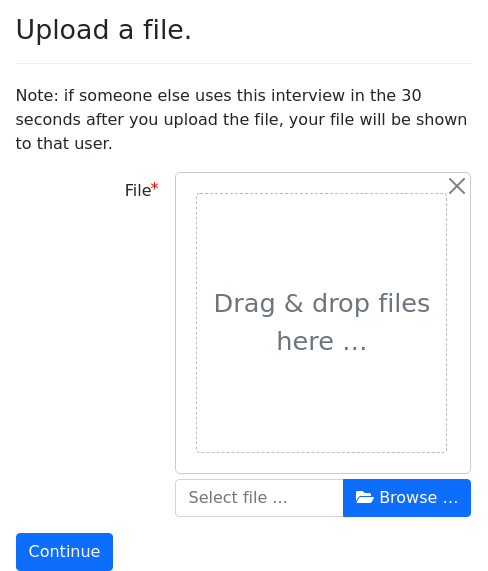 Upload a file.
Note: if someone else uses this interview in the 30
seconds after you upload the file, your file will be shown
to that user.
File*
Drag & drop files
here …
Select file ...
Browse …
Continue